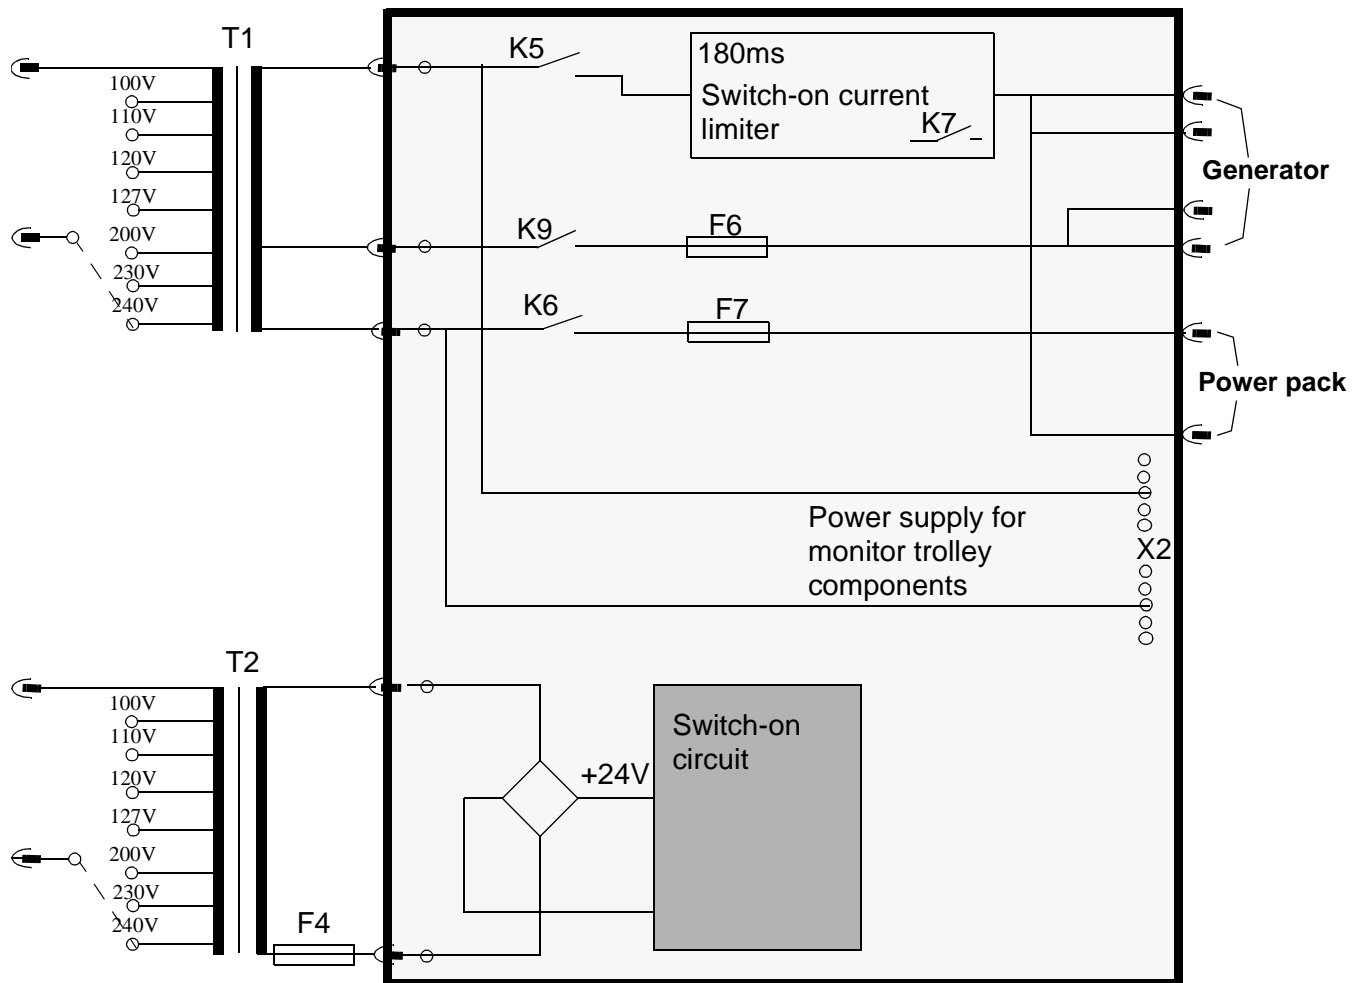 T1
100V
110V
120V
127V
200V
230V
240V
K5
180ms
Switch-on current
limiter
K7
Generator
K9
F6
K6
F7
Power pack
Power supply for
monitor trolley
components
X2
T2
100V
110V
120V
127V
200V
230V
240V
F4
+24V
Switch-on
circuit